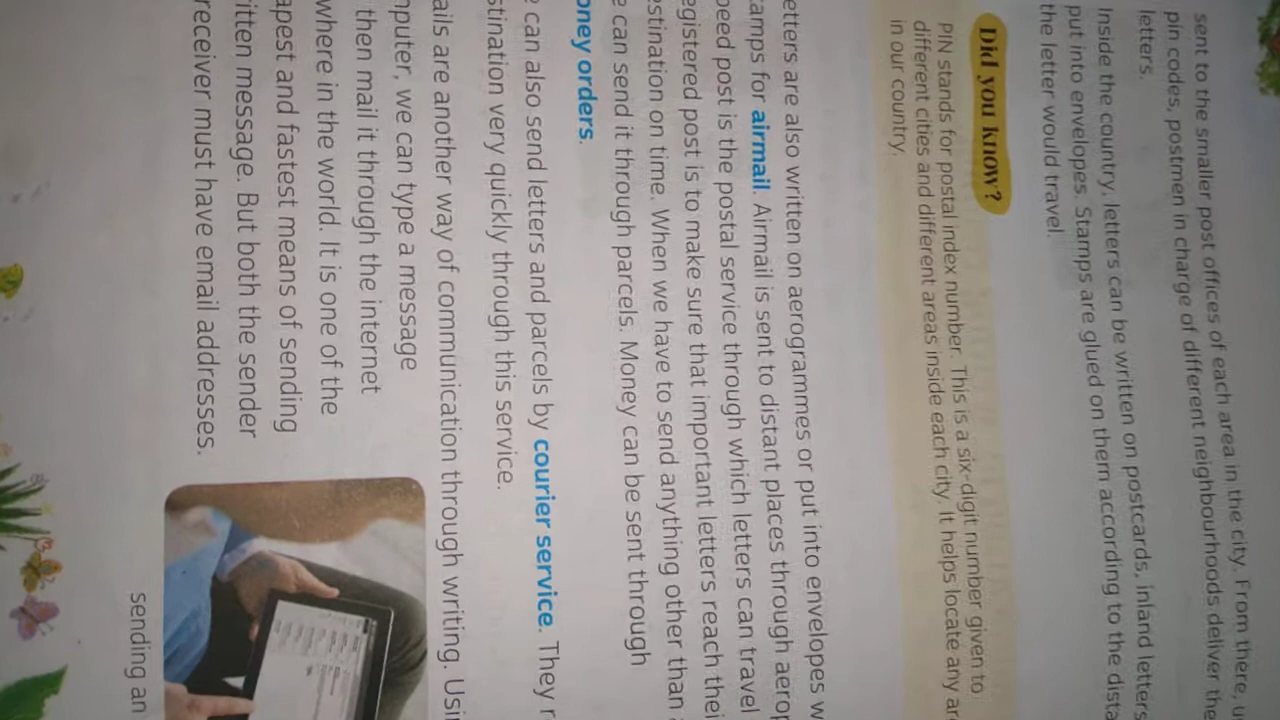 sent to the smaller post offices of each area in the city. From there, u
pin codes, postmen in charge of different neighbourhoods deliver the
letters.
Inside the country, letters can be written on postcards, inland letters
put into envelopes. Stamps are glued on them according to the dista
the letter would travel.
Did you know?
PIN stands for postal index number. This is a six-digit number given to
different cities and different areas inside each city. It helps locate any ar
in our country.
etters are also written on aerogrammes or put into envelopes w
tamps for airmail. Airmail is sent to distant places through aerop
peed post is the postal service through which letters can travel
egistered post is to make sure that important letters reach thei
estination on time. When we have to send anything other than
e can send it through parcels. Money can be sent through
oney orders.
e can also send letters and parcels by courier service. They r
stination very quickly through this service.
ails are another way of communication through writing. Usi
nputer, we can type a message
then mail it through the internet
where in the world. It is one of the
apest and fastest means of sending
itten message. But both the sender
receiver must have email addresses.
sending an